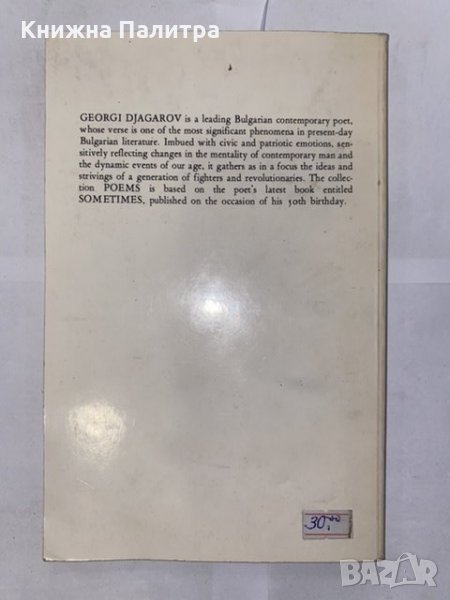 Книжна Палитра
GEORGI DJAGAROV is a leading Bulgarian contemporary poet,
whose verse is one of the most significant phenomena in present-day
Bulgarian literature. Imbued with civic and patriotic emotions, sen-
sitively reflecting changes in the mentality of contemporary man and
the dynamic events of our age, it gathers as in a focus the ideas and
strivings of a generation of fighters and revolutionaries. The collec-
tion POEMS is based on the poet's latest book entitled
SOMETIMES, published on the occasion of his 50th birthday.
30,00
BAZAR